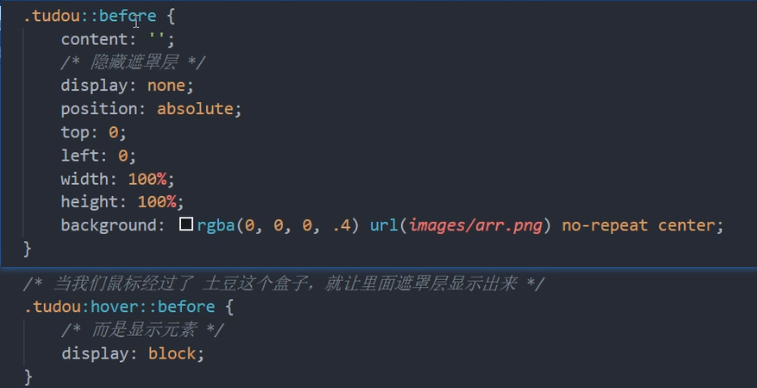 .tudou::before {
content: '';
/* 隐藏遮罩层 */
display: none;
position: absolute;
top: 0;
left: 0;
width: 100%;
height: 100%;
background: rgba(0, 0, 0, .4) url(images/arr.png) no-repeat center;
}
/* 当我们鼠标经过了 土豆这个盒子，就让里面遮罩层显示出来 */
.tudou:hover::before {
/* 而是显示元素 */
display: block;
}